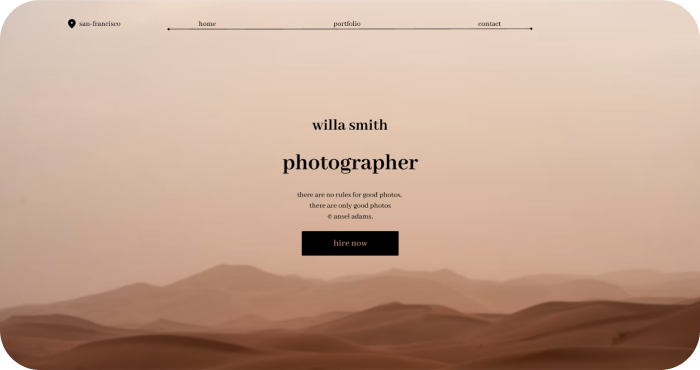 san-francisco
home
portfolio
contact
willa smith
photographer
there are no rules for good photos,
there are only good photos
© ansel adams.
hire now